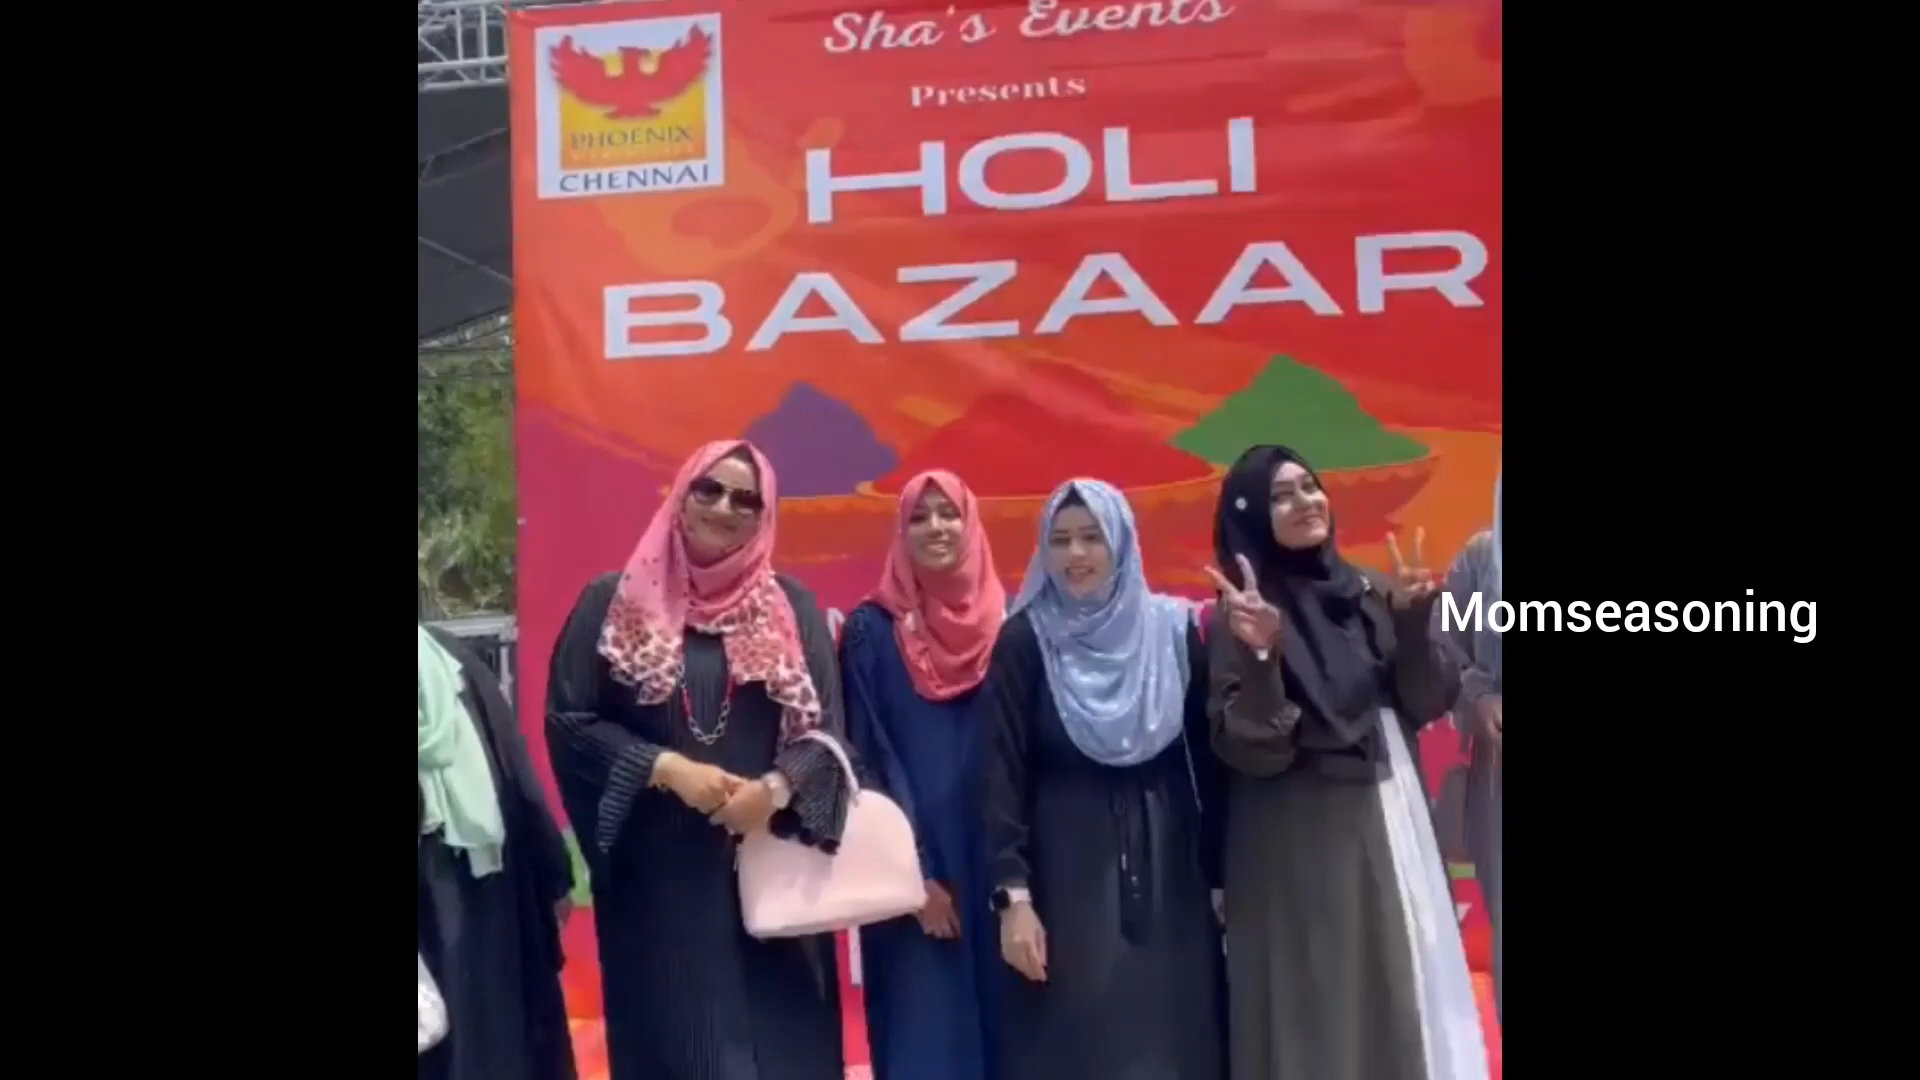 Sha's Events
Presents
PHOENIX
CHENNAI
HOLI
BAZAAR
Momseasoning